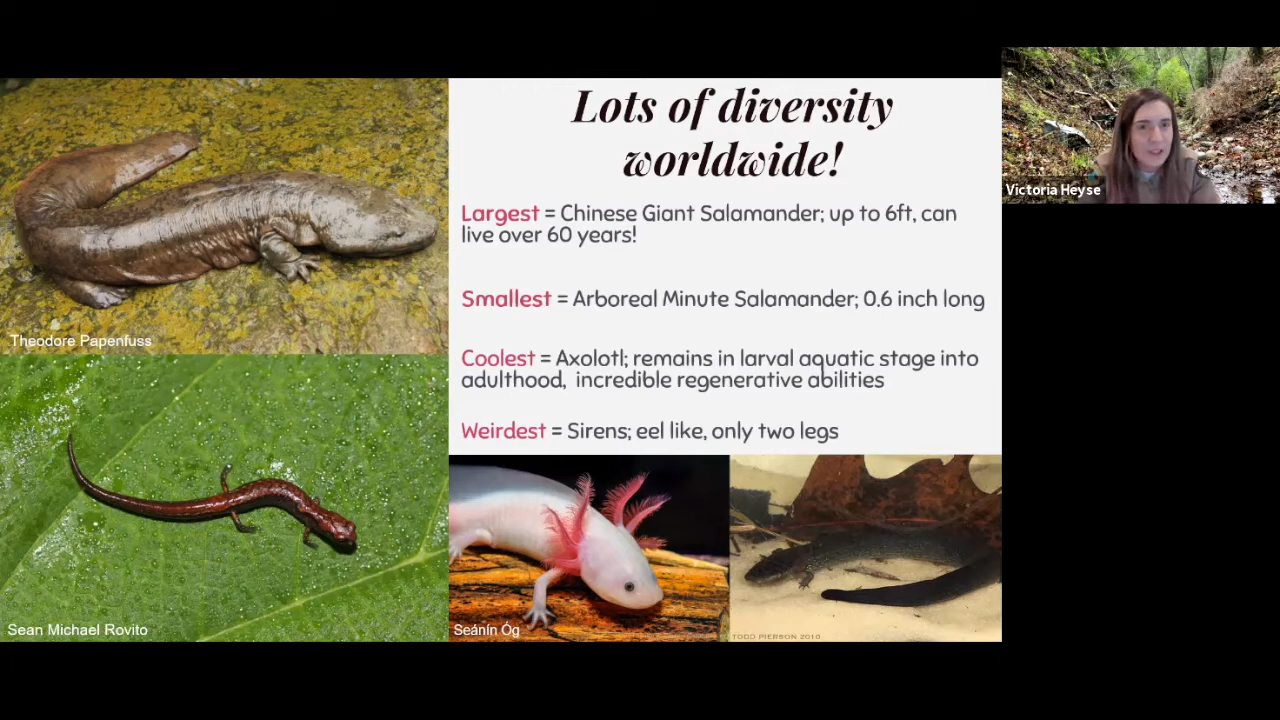 Lots of diversity
worldwide!
Largest = Chinese Giant Salamander; up to 6ft, can
live over 60 years!
Smallest = Arboreal Minute Salamander; 0.6 inch long
Coolest = Axolotl; remains in larval aquatic stage into
adulthood, incredible regenerative abilities
Weirdest = Sirens; eel like, only two legs
Theodore Papenfuss
Sean Michael Rovito
Seánín Óg
TODD PIERSON 2010
Victoria Heyse